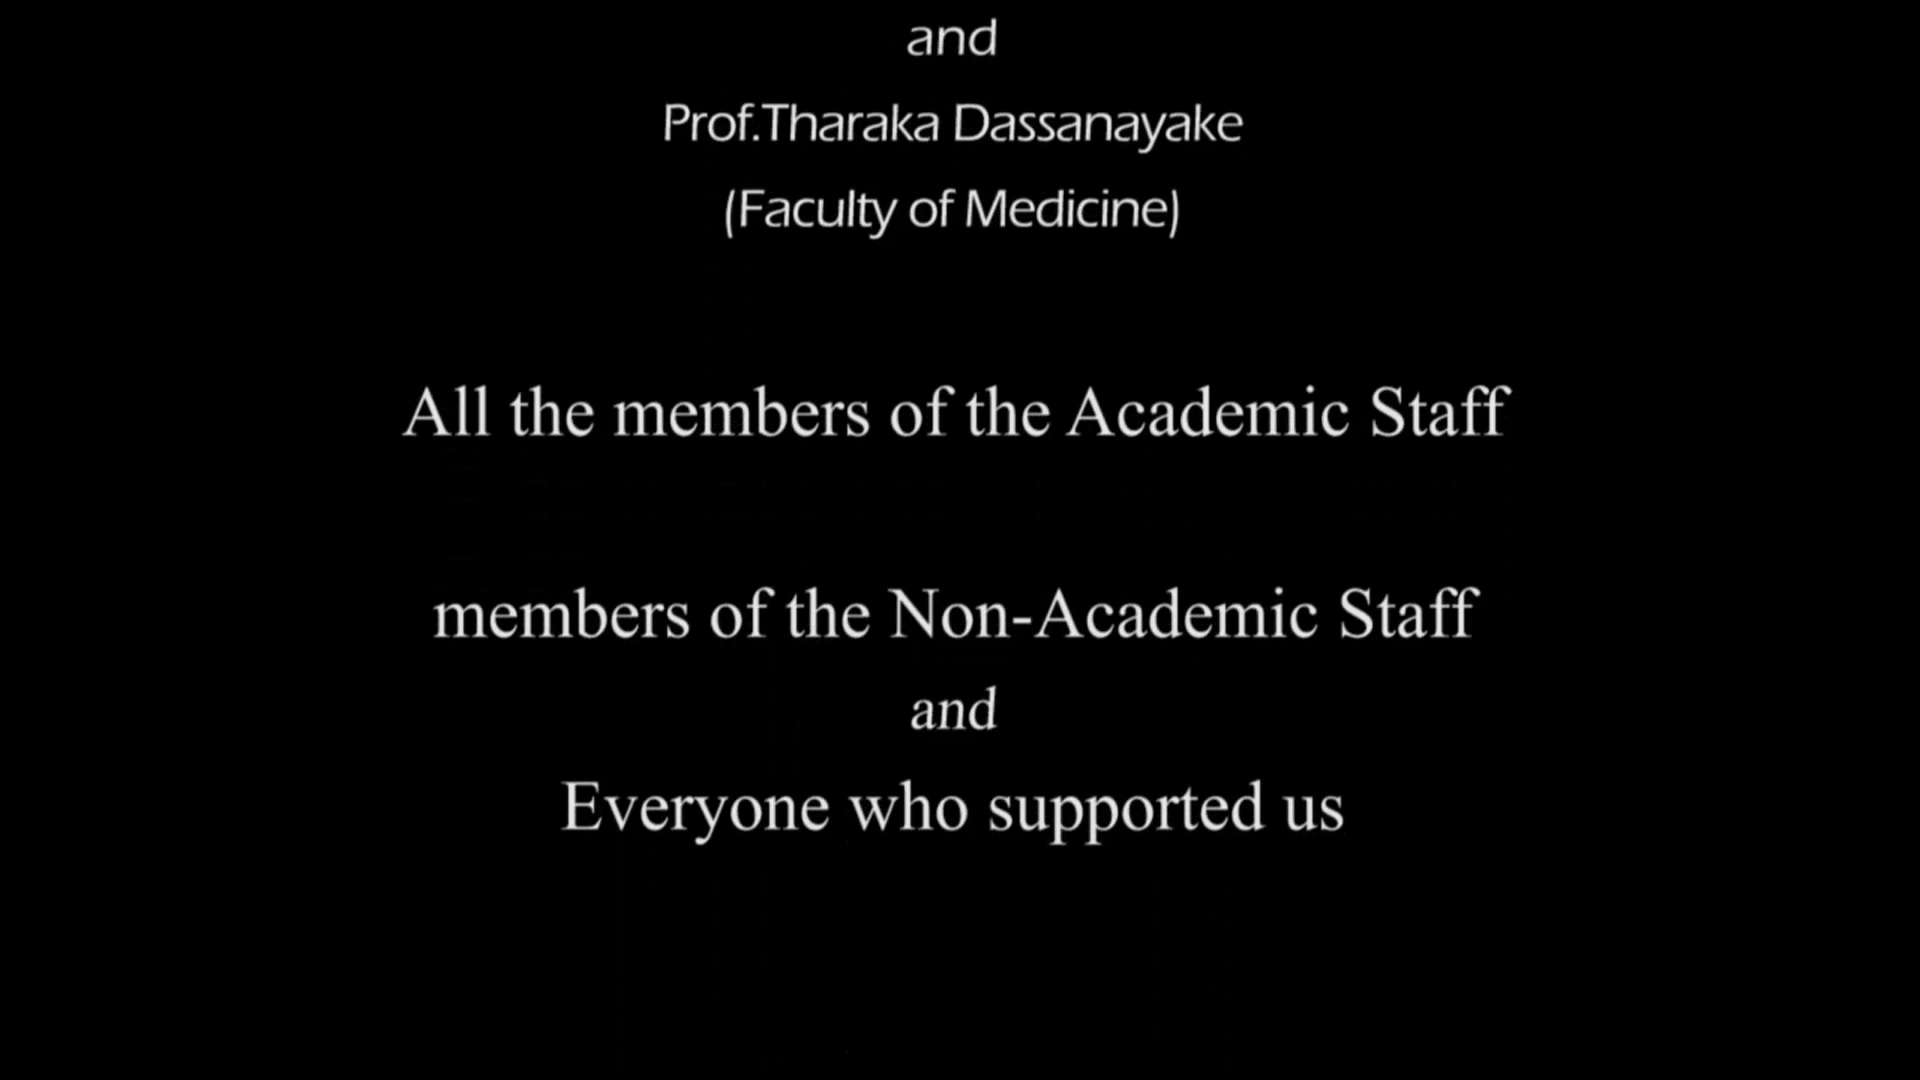 and
Prof.Tharaka Dassanayake
(Faculty of Medicine)
All the members of the Academic Staff
members of the Non-Academic Staff
and
Everyone who supported us